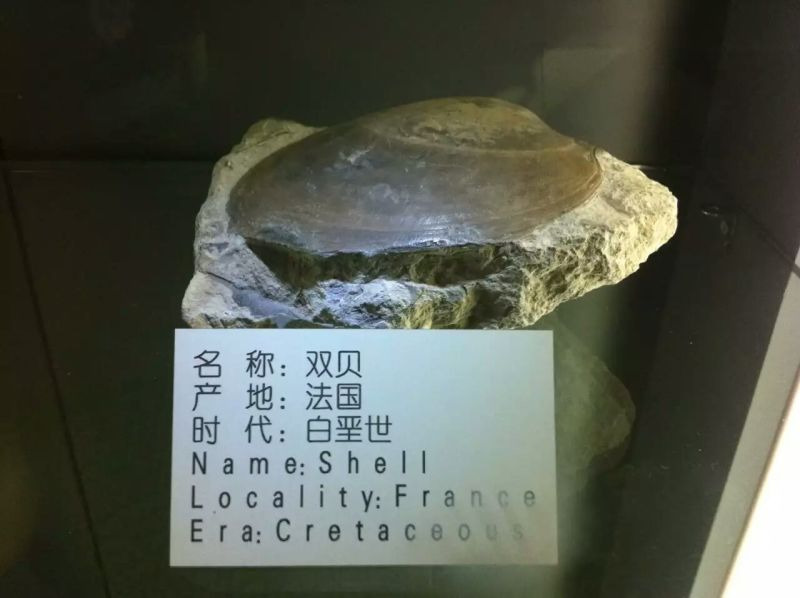 名 称：双贝
产 地：法国
时 代：白垩世
Name:Shell
Locality:France
Era:Cretaceous